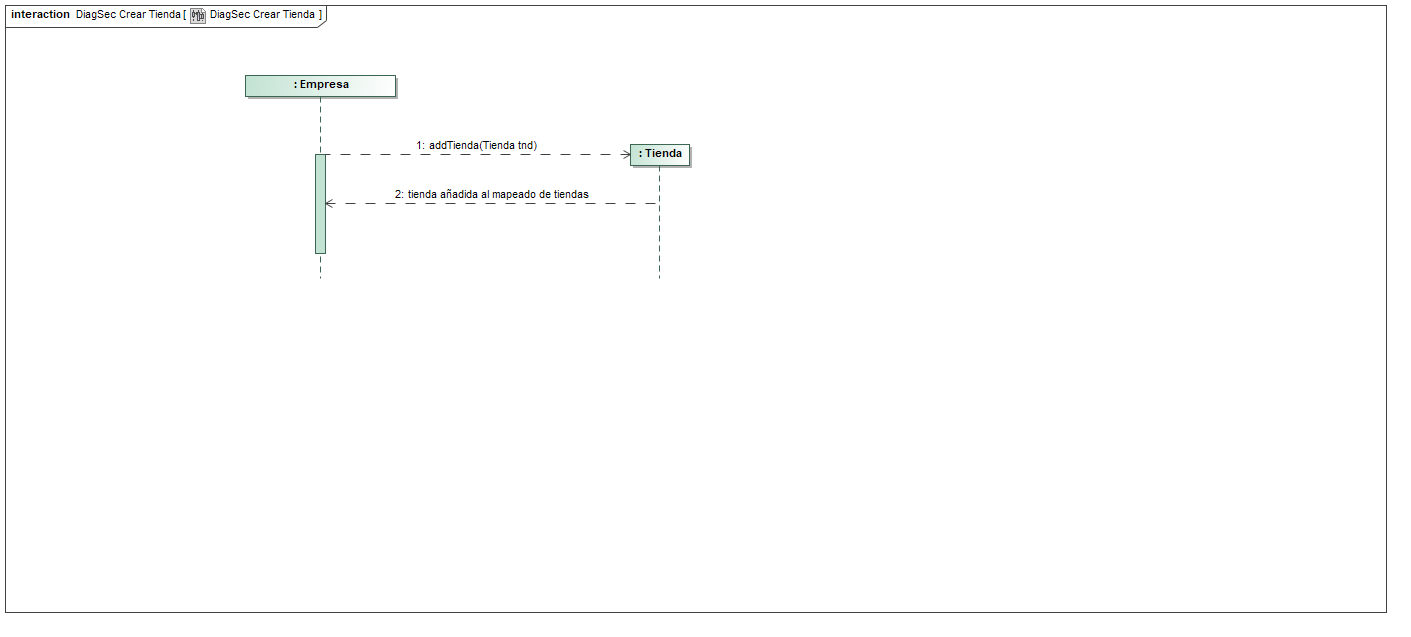 interaction DiagSec Crear Tienda [ DiagSec Crear Tienda ]
: Empresa
1: addTienda(Tienda tnd)
: Tienda
2: tienda añadida al mapeado de tiendas